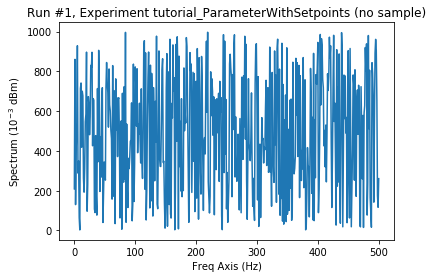 Run #1, Experiment tutorial_ParameterWithSetpoints (no sample)
1000
800
600
400
200
0
Spectrum (10⁻³ dBm)
0 100 200 300 400 500
Freq Axis (Hz)